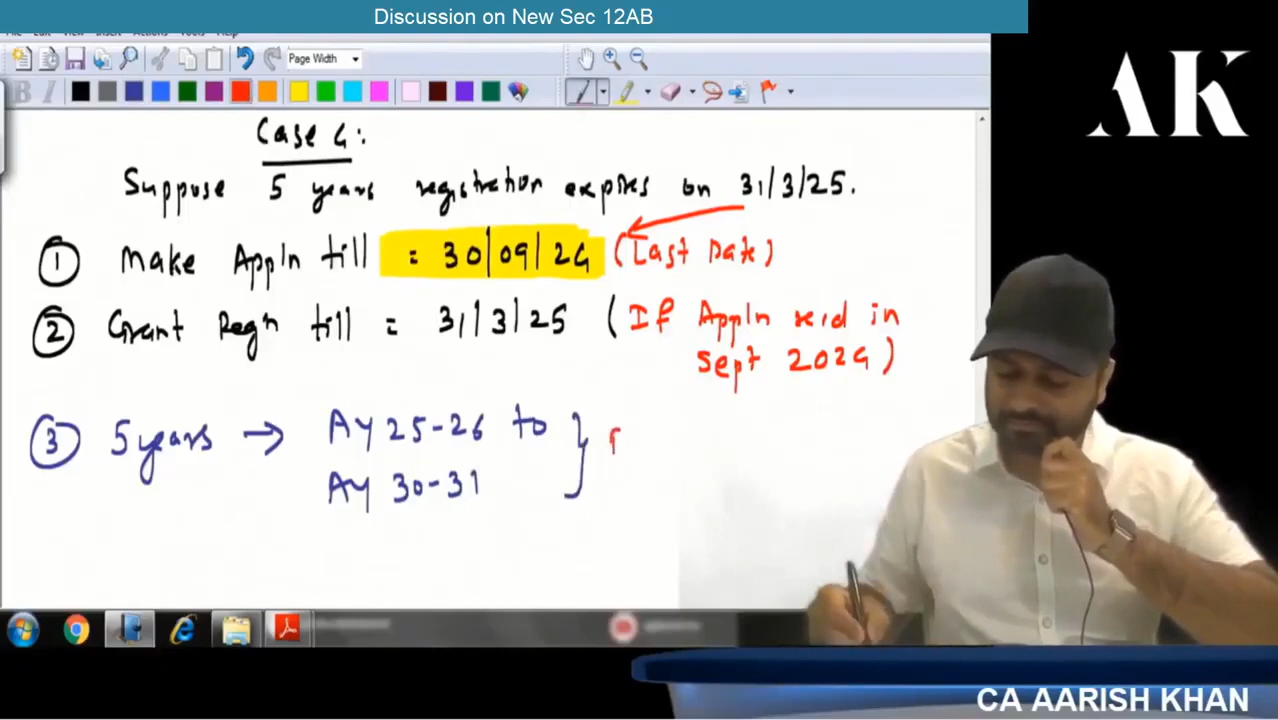 Discussion on New Sec 12AB
Page Width
AK
Case 4:
Suppose 5 years registration expires on 31/3/25.
① Make Appln till = 30/09/24 (Last Date)
② Grant Regn till = 31/3/25 (If Appln recd in
Sept 2024)
③ 5 years → AY 25-26 to
AY 30-31
CA AARISH KHAN